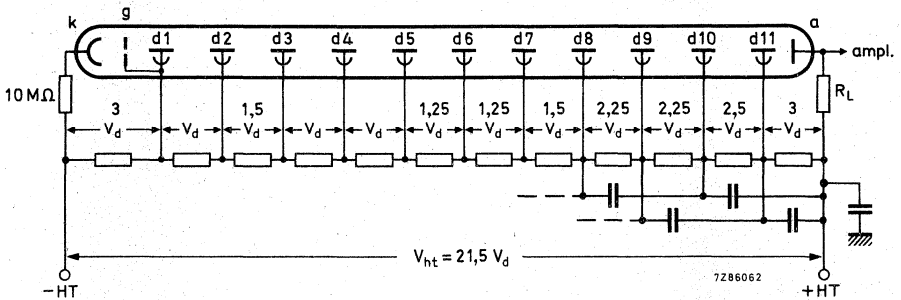 k g d1 d2 d3 d4 d5 d6 d7 d8 d9 d10 d11 a
ampl.
10 MΩ
R_L
3 1,5 1,25 1,25 1,5 2,25 2,25 2,5 3
V_d V_d V_d V_d V_d V_d V_d V_d V_d V_d V_d V_d
V_ht = 21,5 V_d
7Z86062
-HT +HT